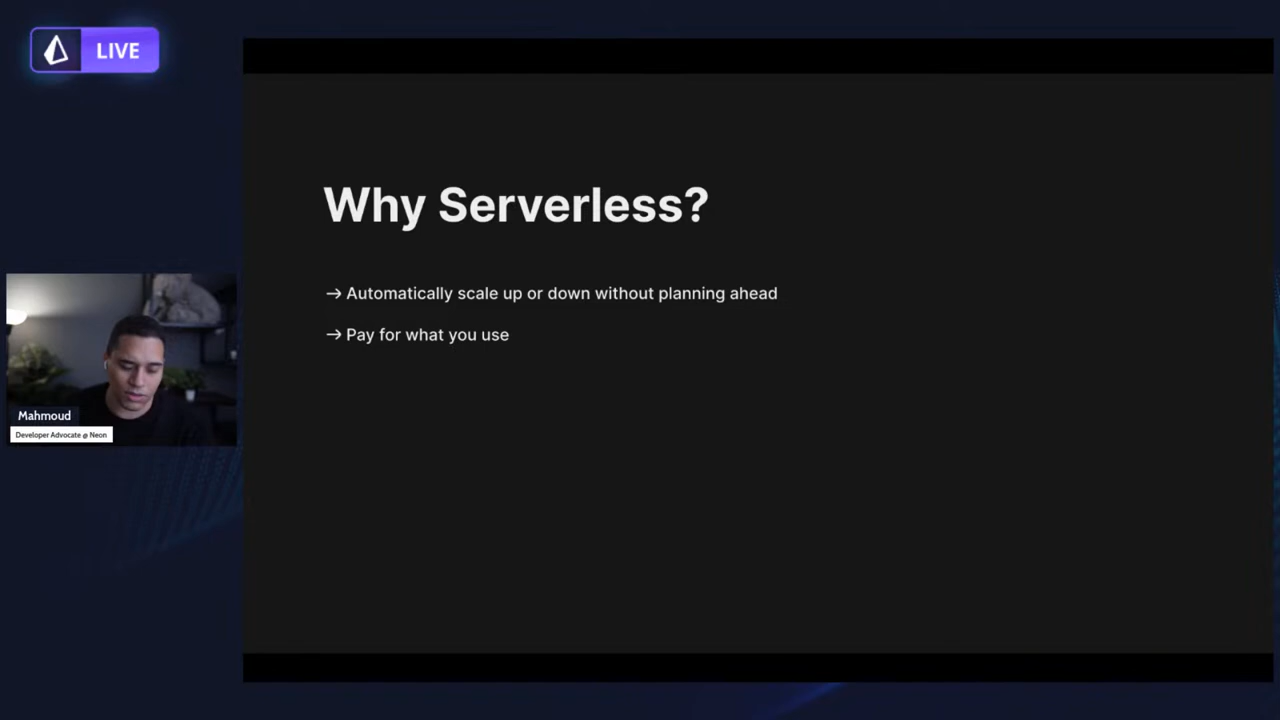 LIVE
Why Serverless?
→ Automatically scale up or down without planning ahead
→ Pay for what you use
Mahmoud
Developer Advocate @ Neon